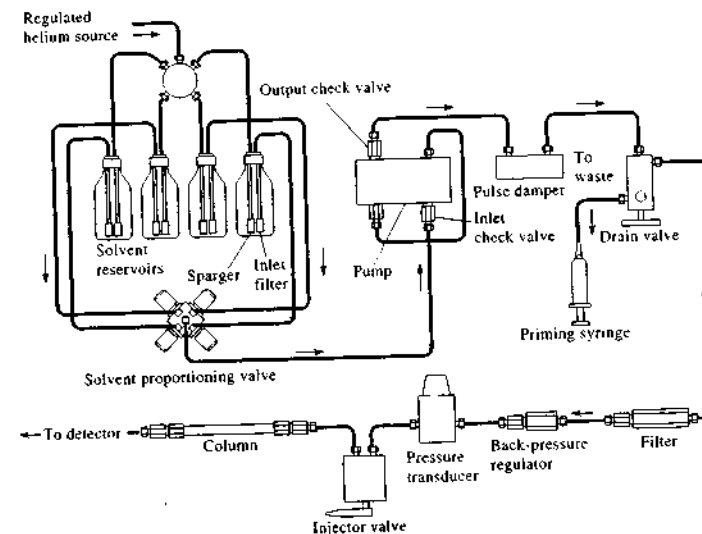 Regulated
helium source
Output check valve
To
waste
Pulse damper
Drain valve
Inlet
check valve
Pump
Solvent
reservoirs
Sparger
Inlet
filter
Priming syringe
Solvent proportioning valve
To detector
Column
Pressure
transducer
Back-pressure
regulator
Filter
Injector valve